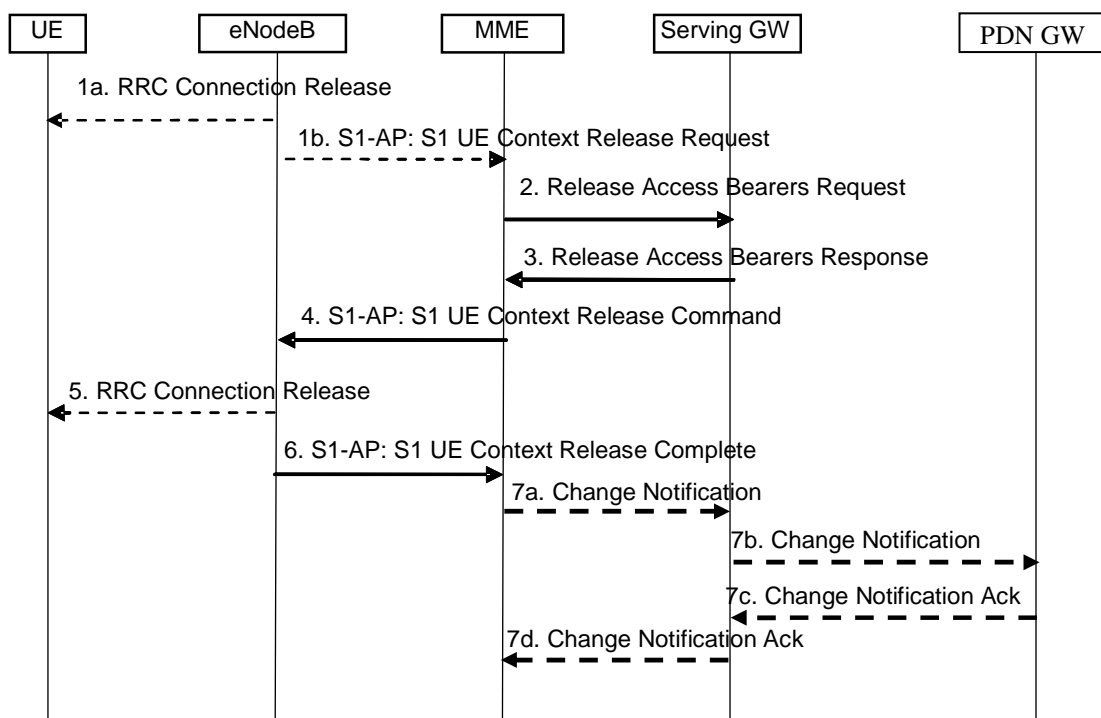 UE
eNodeB
MME
Serving GW
PDN GW
1a. RRC Connection Release
1b. S1-AP: S1 UE Context Release Request
2. Release Access Bearers Request
3. Release Access Bearers Response
4. S1-AP: S1 UE Context Release Command
5. RRC Connection Release
6. S1-AP: S1 UE Context Release Complete
7a. Change Notification
7b. Change Notification
7c. Change Notification Ack
7d. Change Notification Ack